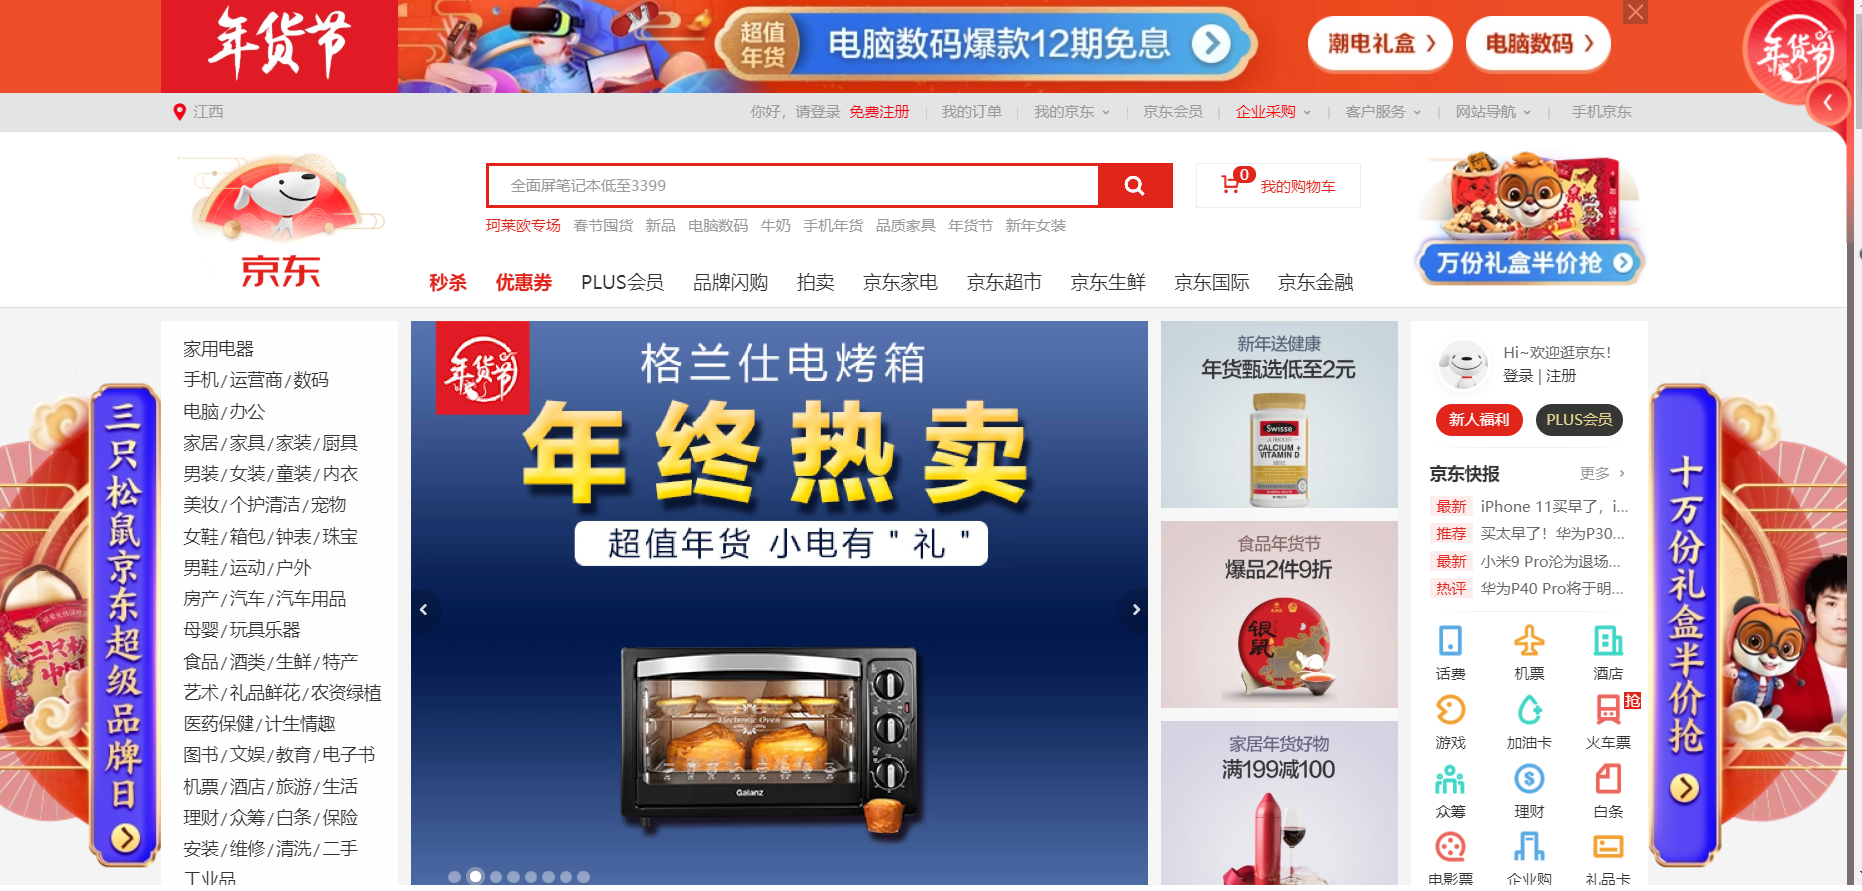 年货节
超值
年货
电脑数码爆款12期免息
潮电礼盒
电脑数码
年货节
江西
你好，请登录 免费注册
我的订单
我的京东
京东会员
企业采购
客户服务
网站导航
手机京东
京东
全面屏笔记本低至3399
0
我的购物车
珂莱欧专场 春节囤货 新品 电脑数码 牛奶 手机年货 品质家具 年货节 新年女装
万份礼盒半价抢
秒杀 优惠券 PLUS会员 品牌闪购 拍卖 京东家电 京东超市 京东生鲜 京东国际 京东金融
三只松鼠京东超级品牌日
家用电器
手机/运营商/数码
电脑/办公
家居/家具/家装/厨具
男装/女装/童装/内衣
美妆/个护清洁/宠物
女鞋/箱包/钟表/珠宝
男鞋/运动/户外
房产/汽车/汽车用品
母婴/玩具乐器
食品/酒类/生鲜/特产
艺术/礼品鲜花/农资绿植
医药保健/计生情趣
图书/文娱/教育/电子书
机票/酒店/旅游/生活
理财/众筹/白条/保险
安装/维修/清洗/二手
工业品
年货节
格兰仕电烤箱
年终热卖
超值年货 小电有"礼"
Electronic Oven
Galanz
新年送健康
年货甄选低至2元
Swisse
ULTIBOOST
CALCIUM +
VITAMIN D
食品年货节
爆品2件9折
银鼠
家居年货好物
满199减100
Hi~欢迎逛京东！
登录 | 注册
新人福利
PLUS会员
京东快报
更多
最新 iPhone 11买早了，i...
推荐 买太早了！华为P30...
最新 小米9 Pro沦为退场...
热评 华为P40 Pro将于明...
话费
机票
酒店
游戏
加油卡
火车票
抢
众筹
理财
白条
电影票
企业购
礼品卡
十万份礼盒半价抢